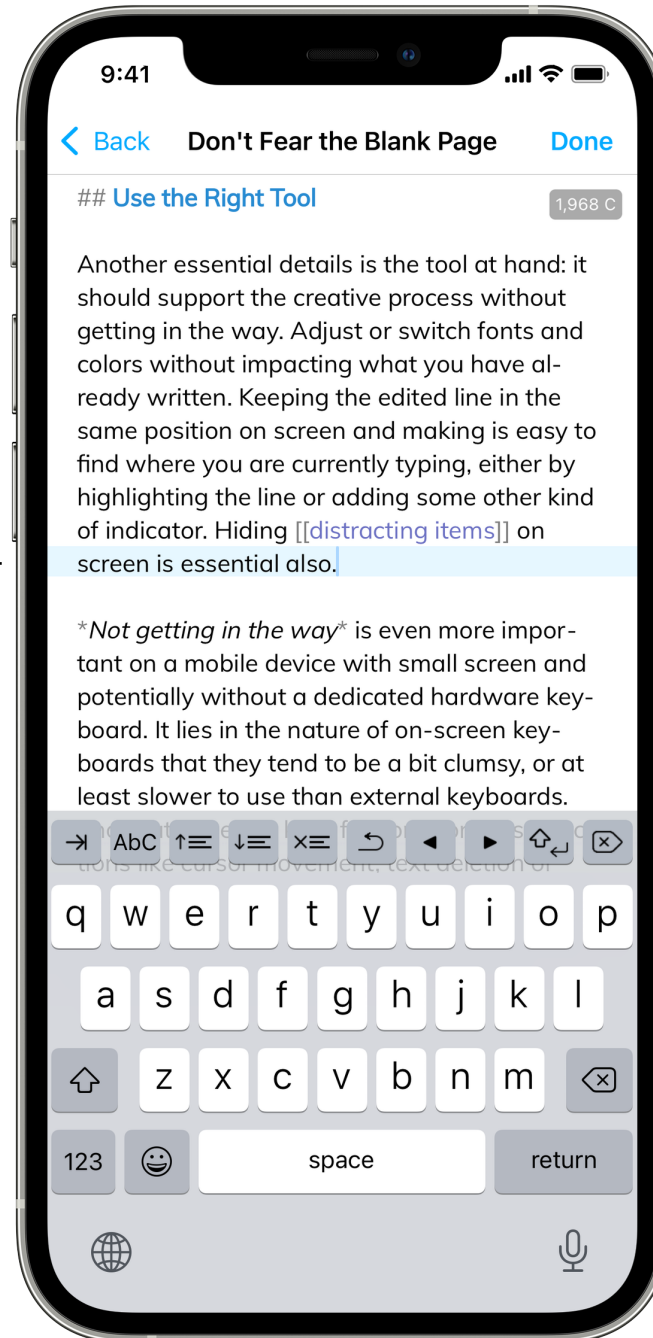 9:41
Back Don't Fear the Blank Page Done
## Use the Right Tool
1,968 C
Another essential details is the tool at hand: it
should support the creative process without
getting in the way. Adjust or switch fonts and
colors without impacting what you have al-
ready written. Keeping the edited line in the
same position on screen and making is easy to
find where you are currently typing, either by
highlighting the line or adding some other kind
of indicator. Hiding [[distracting items]] on
screen is essential also.
*Not getting in the way* is even more impor-
tant on a mobile device with small screen and
potentially without a dedicated hardware key-
board. It lies in the nature of on-screen key-
boards that they tend to be a bit clumsy, or at
least slower to use than external keyboards.
AbC
tions like cursor movement, text deletion or
q w e r t y u i o p
a s d f g h j k l
z x c v b n m
123 space return